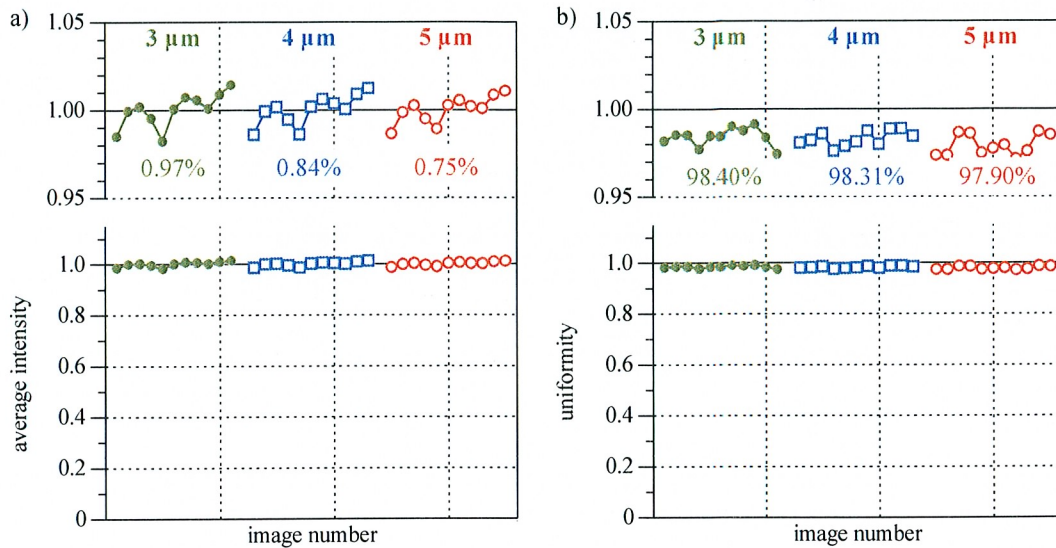 a)
1.05
3 µm 4 µm 5 µm
1.00
0.97% 0.84% 0.75%
0.95
1.0
0.8
0.6
0.4
0.2
0
average intensity
image number
b)
1.05
3 µm 4 µm 5 µm
1.00
98.40% 98.31% 97.90%
0.95
1.0
0.8
0.6
0.4
0.2
0
uniformity
image number